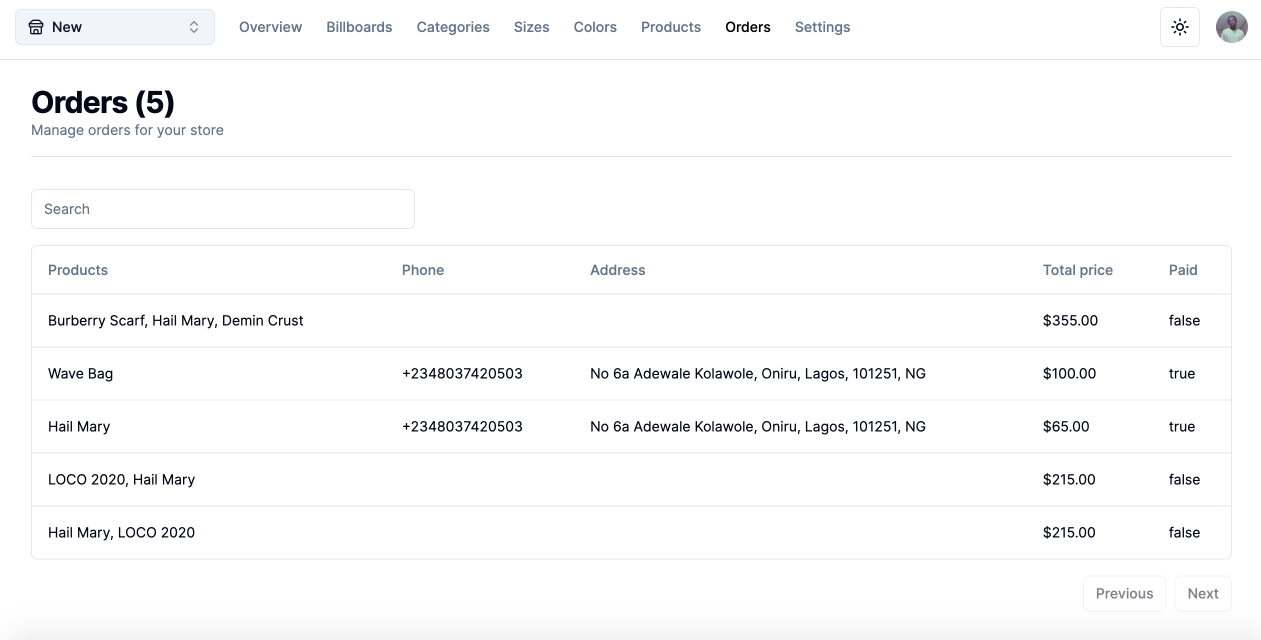 New Overview Billboards Categories Sizes Colors Products Orders Settings
Orders (5)
Manage orders for your store
Search
Products Phone Address Total price Paid
Burberry Scarf, Hail Mary, Demin Crust $355.00 false
Wave Bag +2348037420503 No 6a Adewale Kolawole, Oniru, Lagos, 101251, NG $100.00 true
Hail Mary +2348037420503 No 6a Adewale Kolawole, Oniru, Lagos, 101251, NG $65.00 true
LOCO 2020, Hail Mary $215.00 false
Hail Mary, LOCO 2020 $215.00 false
Previous Next